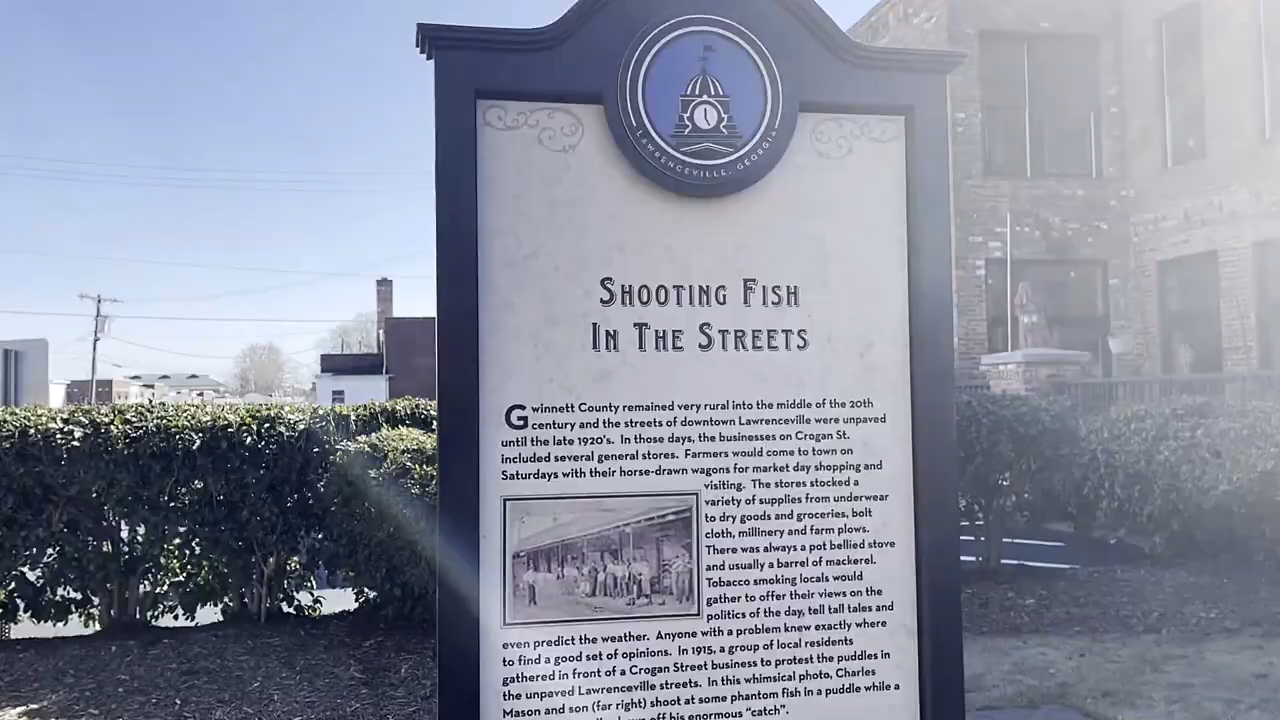 LAWRENCEVILLE, GEORGIA
SHOOTING FISH
IN THE STREETS
Gwinnett County remained very rural into the middle of the 20th
century and the streets of downtown Lawrenceville were unpaved
until the late 1920's. In those days, the businesses on Crogan St.
included several general stores. Farmers would come to town on
Saturdays with their horse-drawn wagons for market day shopping and
visiting. The stores stocked a
variety of supplies from underwear
to dry goods and groceries, bolt
cloth, millinery and farm plows.
There was always a pot bellied stove
and usually a barrel of mackerel.
Tobacco smoking locals would
gather to offer their views on the
politics of the day, tell tall tales and
even predict the weather. Anyone with a problem knew exactly where
to find a good set of opinions. In 1915, a group of local residents
gathered in front of a Crogan Street business to protest the puddles in
the unpaved Lawrenceville streets. In this whimsical photo, Charles
Mason and son (far right) shoot at some phantom fish in a puddle while a
off his enormous "catch".